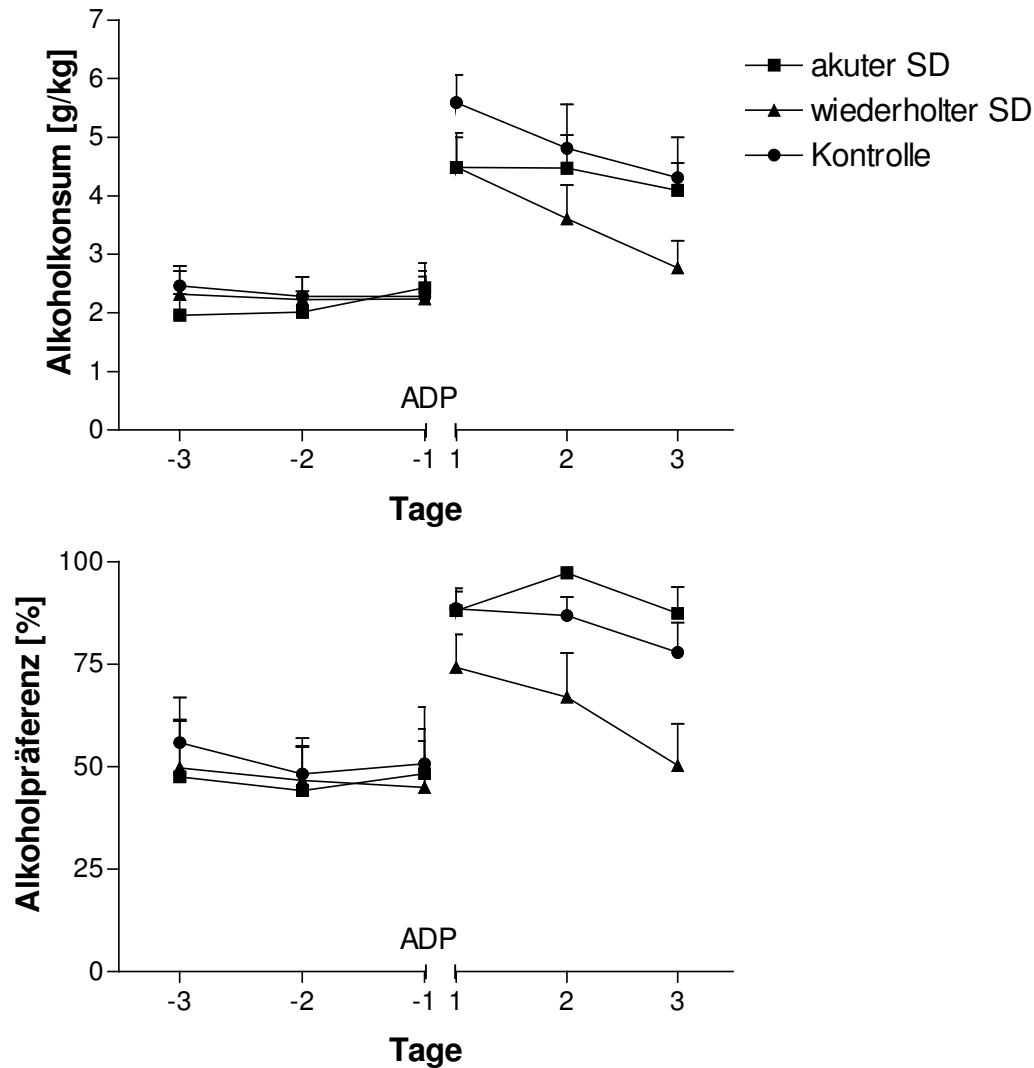 7
6
5
4
3
2
1
0
Alkoholkonsum [g/kg]
akuter SD
wiederholter SD
Kontrolle
ADP
-3 -2 -1 1 2 3
Tage
100
75
50
25
0
Alkoholpräferenz [%]
ADP
-3 -2 -1 1 2 3
Tage